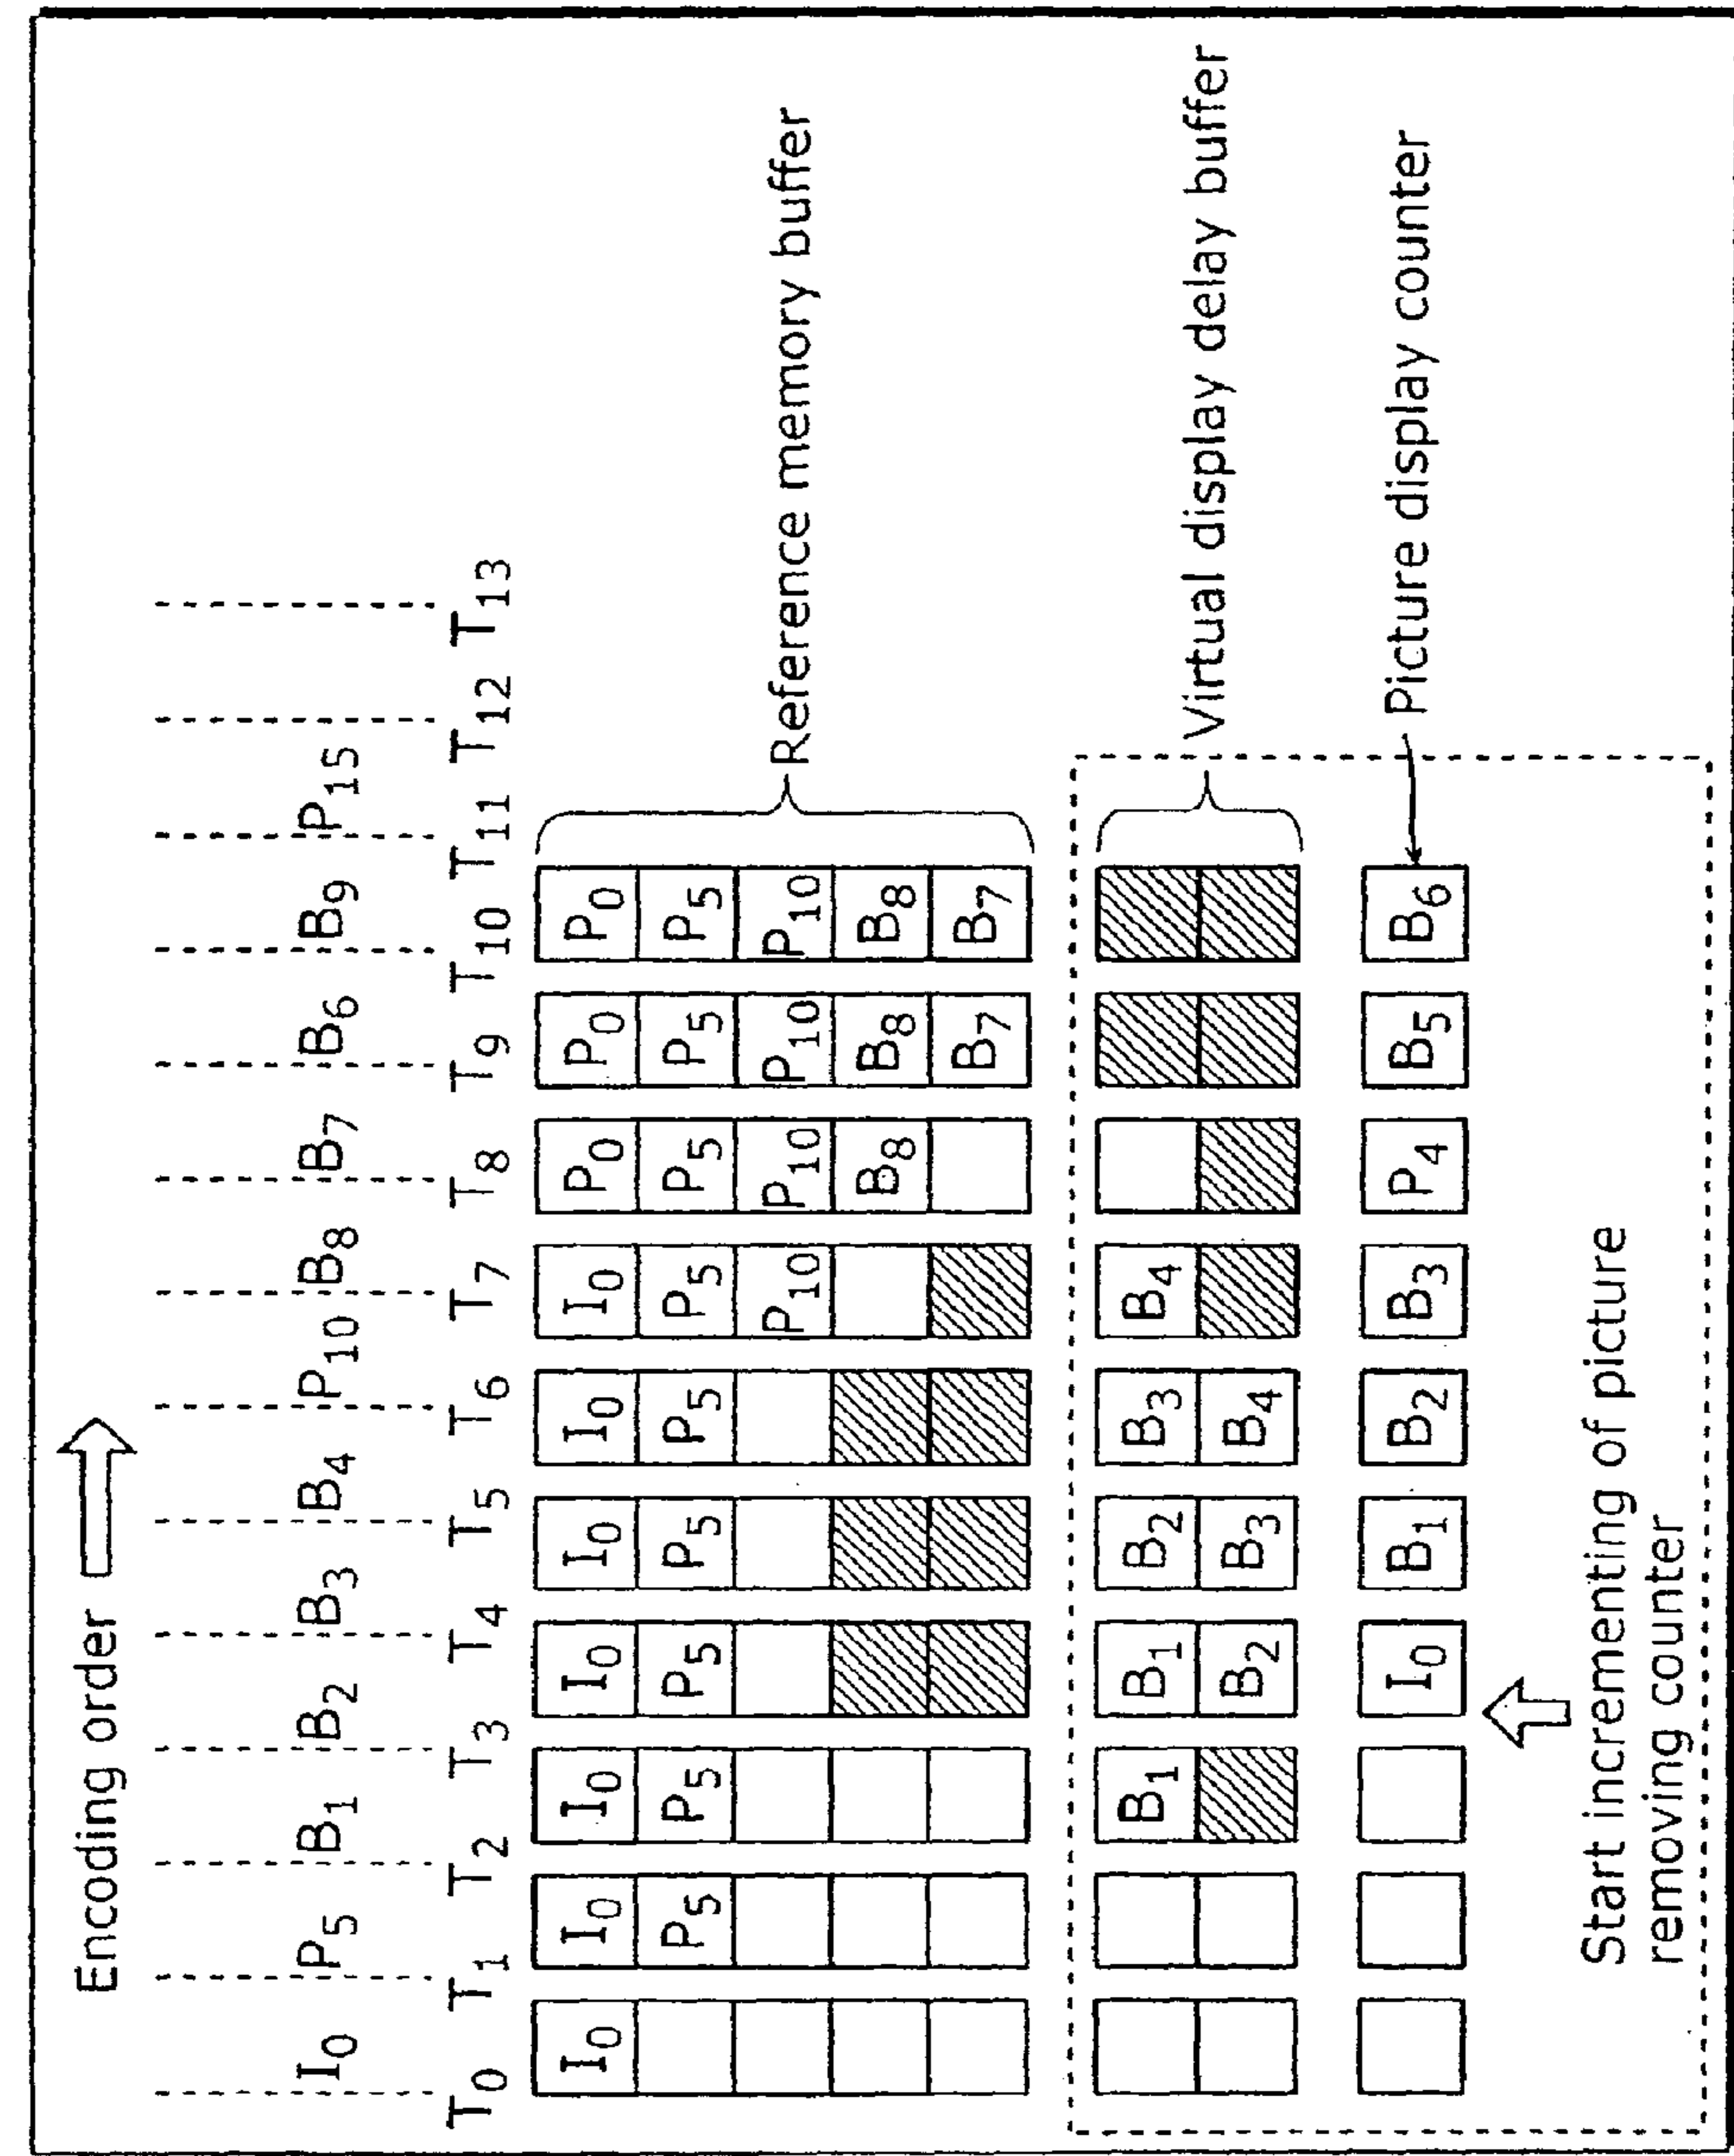 Encoding order
I₀ P₅ B₁ B₂ B₃ B₄ P₁₀ B₈ B₇ B₆ B₉ P₁₅
T₀ T₁ T₂ T₃ T₄ T₅ T₆ T₇ T₈ T₉ T₁₀ T₁₁ T₁₂ T₁₃
I₀ I₀ I₀ I₀ I₀ I₀ I₀ P₀ P₀ P₀
P₅ P₅ P₅ P₅ P₅ P₅ P₅ P₅ P₅
Reference memory buffer
P₁₀ P₁₀ P₁₀ P₁₀
B₈ B₈ B₈
B₇ B₇
B₁ B₁ B₂ B₃ B₄
Virtual display delay buffer
B₂ B₃ B₄
I₀ B₁ B₂ B₃ P₄ B₅ B₆
Picture display counter
Start incrementing of picture
removing counter